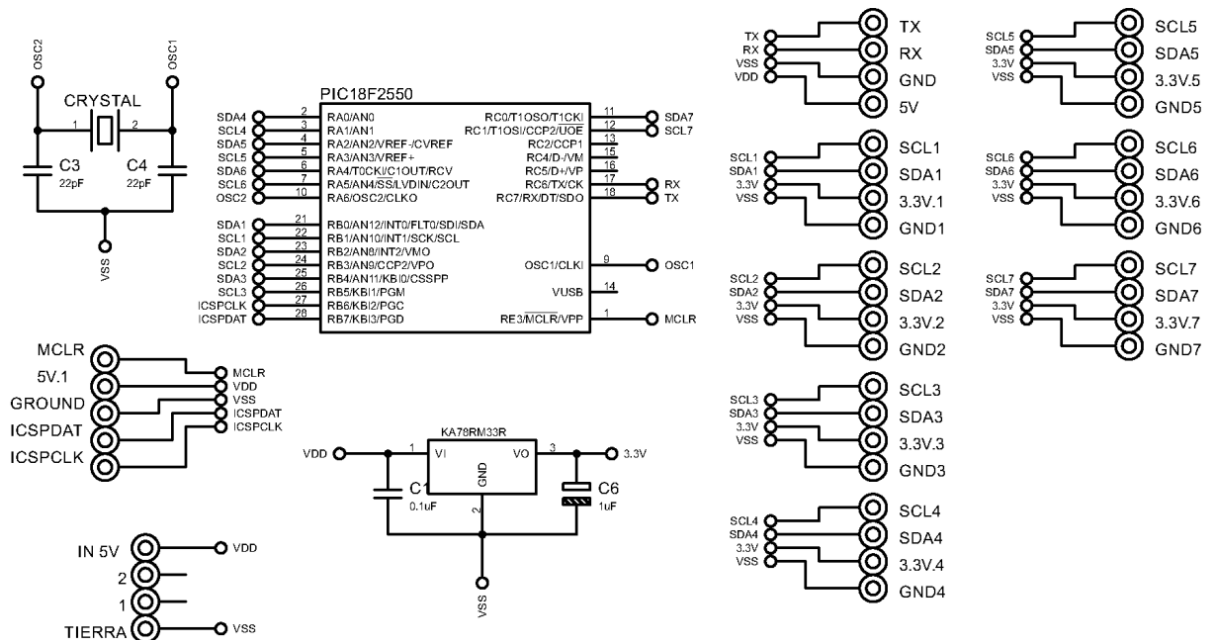 OSC2
OSC1
CRYSTAL
1
2
C3
22pF
C4
22pF
VSS
PIC18F2550
SDA4 2 RA0/AN0
SCL4 3 RA1/AN1
SDA5 4 RA2/AN2/VREF-/CVREF
SCL5 5 RA3/AN3/VREF+
SDA6 6 RA4/T0CKI/C1OUT/RCV
SCL6 7 RA5/AN4/SS/LVDIN/C2OUT
OSC2 10 RA6/OSC2/CLKO
SDA1 21 RB0/AN12/INT0/FLT0/SDI/SDA
SCL1 22 RB1/AN10/INT1/SCK/SCL
SDA2 23 RB2/AN8/INT2/VMO
SCL2 24 RB3/AN9/CCP2/VPO
SDA3 25 RB4/AN11/KBI0/CSSPP
SCL3 26 RB5/KBI1/PGM
ICSPCLK 27 RB6/KBI2/PGC
ICSPDAT 28 RB7/KBI3/PGD
RC0/T1OSO/T1CKI 11 SDA7
RC1/T1OSI/CCP2/UOE 12 SCL7
RC2/CCP1 13
RC4/D-/VM 15
RC5/D+/VP 16
RC6/TX/CK 17 RX
RC7/RX/DT/SDO 18 TX
OSC1/CLKI 9 OSC1
VUSB 14
RE3/MCLR/VPP 1 MCLR
MCLR
5V.1
GROUND
ICSPDAT
ICSPCLK
MCLR
VDD
VSS
ICSPDAT
ICSPCLK
IN 5V
2
1
TIERRA
VDD
VSS
KA78RM33R
VDD 1 VI VO 3 3.3V
GND
2
C1
0.1uF
C6
1uF
VSS
TX
RX
VSS
VDD
TX
RX
GND
5V
SCL1
SDA1
3.3V
VSS
SCL1
SDA1
3.3V.1
GND1
SCL2
SDA2
3.3V
VSS
SCL2
SDA2
3.3V.2
GND2
SCL3
SDA3
3.3V
VSS
SCL3
SDA3
3.3V.3
GND3
SCL4
SDA4
3.3V
VSS
SCL4
SDA4
3.3V.4
GND4
SCL5
SDA5
3.3V
VSS
SCL5
SDA5
3.3V.5
GND5
SCL6
SDA6
3.3V
VSS
SCL6
SDA6
3.3V.6
GND6
SCL7
SDA7
3.3V
VSS
SCL7
SDA7
3.3V.7
GND7